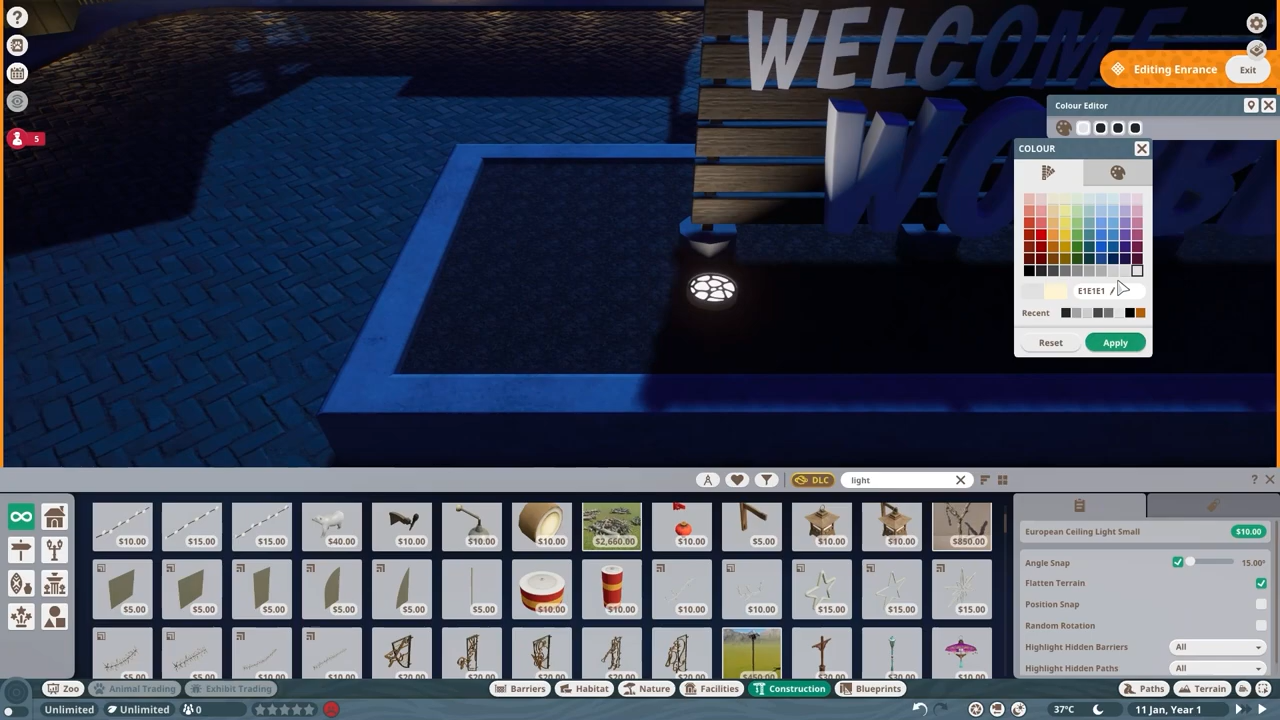 WELCOME
WO
Editing Enrance
Exit
5
Colour Editor
COLOUR
E1E1E1
Recent
Reset
Apply
DLC
light
$10.00
$15.00
$15.00
$40.00
$10.00
$10.00
$10.00
$2,660.00
$10.00
$5.00
$10.00
$10.00
$850.00
$5.00
$5.00
$5.00
$5.00
$5.00
$5.00
$10.00
$10.00
$10.00
$10.00
$15.00
$15.00
$15.00
European Ceiling Light Small
$10.00
Angle Snap
15.00°
Flatten Terrain
Position Snap
Random Rotation
Highlight Hidden Barriers
All
Highlight Hidden Paths
All
Zoo
Animal Trading
Exhibit Trading
Barriers
Habitat
Nature
Facilities
Construction
Blueprints
Paths
Terrain
Unlimited
Unlimited
0
37°C
11 Jan, Year 1